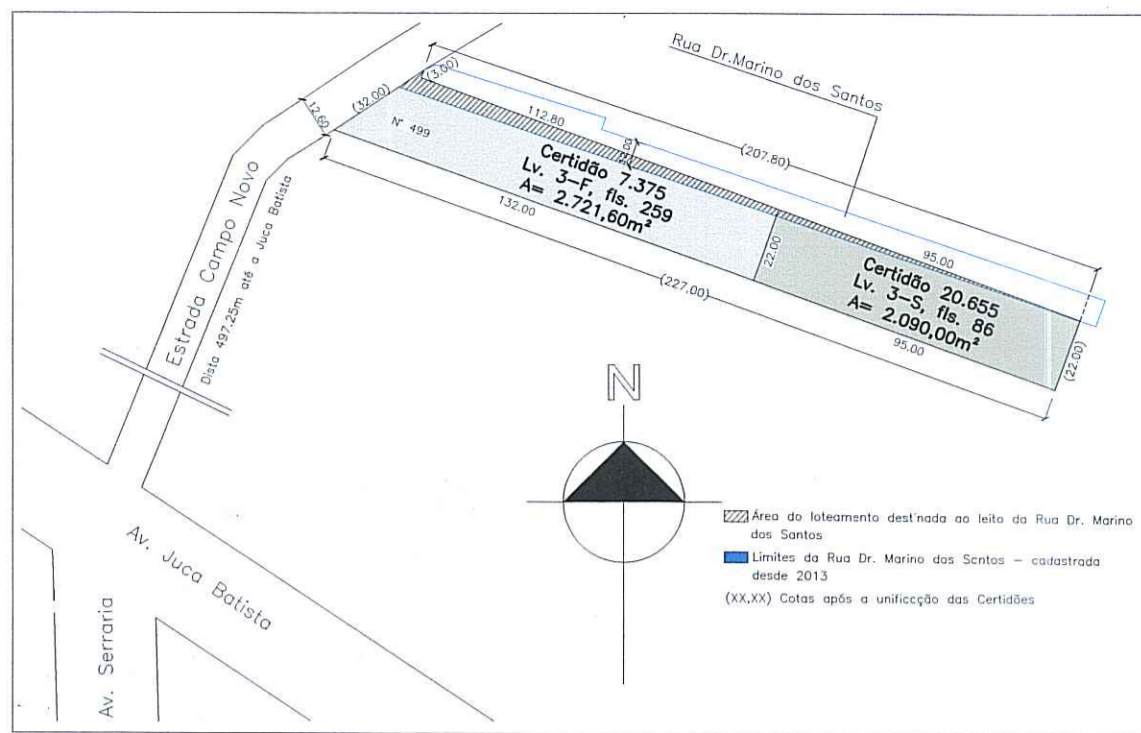 Rua Dr.Marino dos Santos
(3.00)
(32.00)
12.60
112.80
(207.80)
Nº 499
22.00
Certidão 7.375
Lv. 3-F, fls. 259
A= 2.721,60m²
132.00
22.00
95.00
Certidão 20.655
Lv. 3-S, fls. 86
A= 2.090,00m²
(227.00)
95.00
(22.00)
Estrada Campo Novo
Dista 497.25m até a Juca Batista
N
Av. Juca Batista
Av. Serraria
Área do loteamento destinada ao leito da Rua Dr. Marino
dos Santos
Limites da Rua Dr. Marino dos Santos – cadastrada
desde 2013
(XX,XX) Cotas após a unificação das Certidões